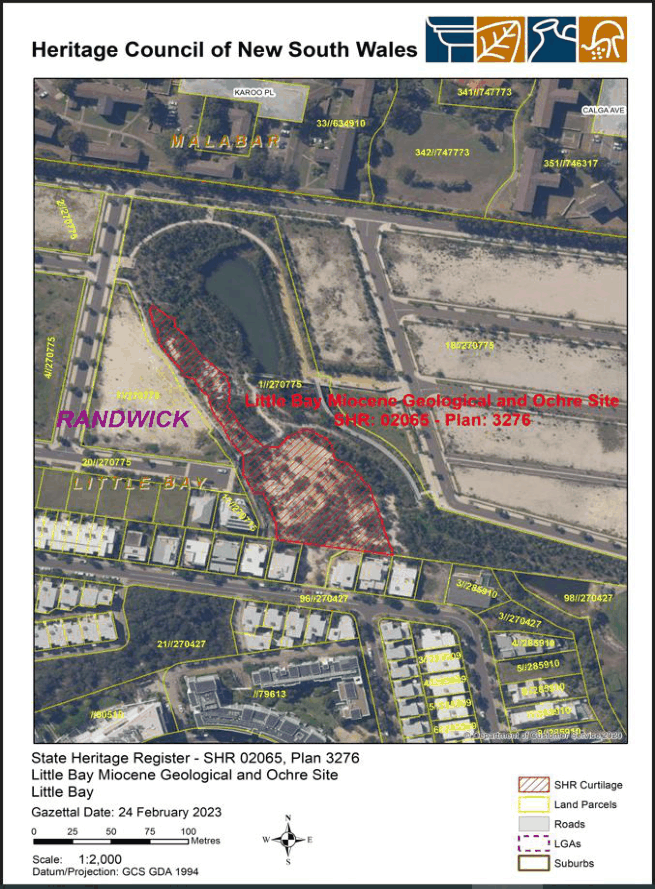 Heritage Council of New South Wales
KAROO PL
341//747773
CALGA AVE
33//634910
MALABAR
342//747773
351//746317
2//270775
4//270775
18//270775
1//270775
Little Bay Miocene Geological and Ochre Site
SHR: 02065 - Plan: 3276
RANDWICK
20//270775
LITTLE BAY
96//270427
3//285910
98//270427
3//270427
21//270427
4//285910
5//285910
//79613
State Heritage Register - SHR 02065, Plan 3276
Little Bay Miocene Geological and Ochre Site
Little Bay
Gazettal Date: 24 February 2023
0 25 50 75 100
Metres
Scale: 1:2,000
Datum/Projection: GCS GDA 1994
N
W E
S
SHR Curtilage
Land Parcels
Roads
LGAs
Suburbs